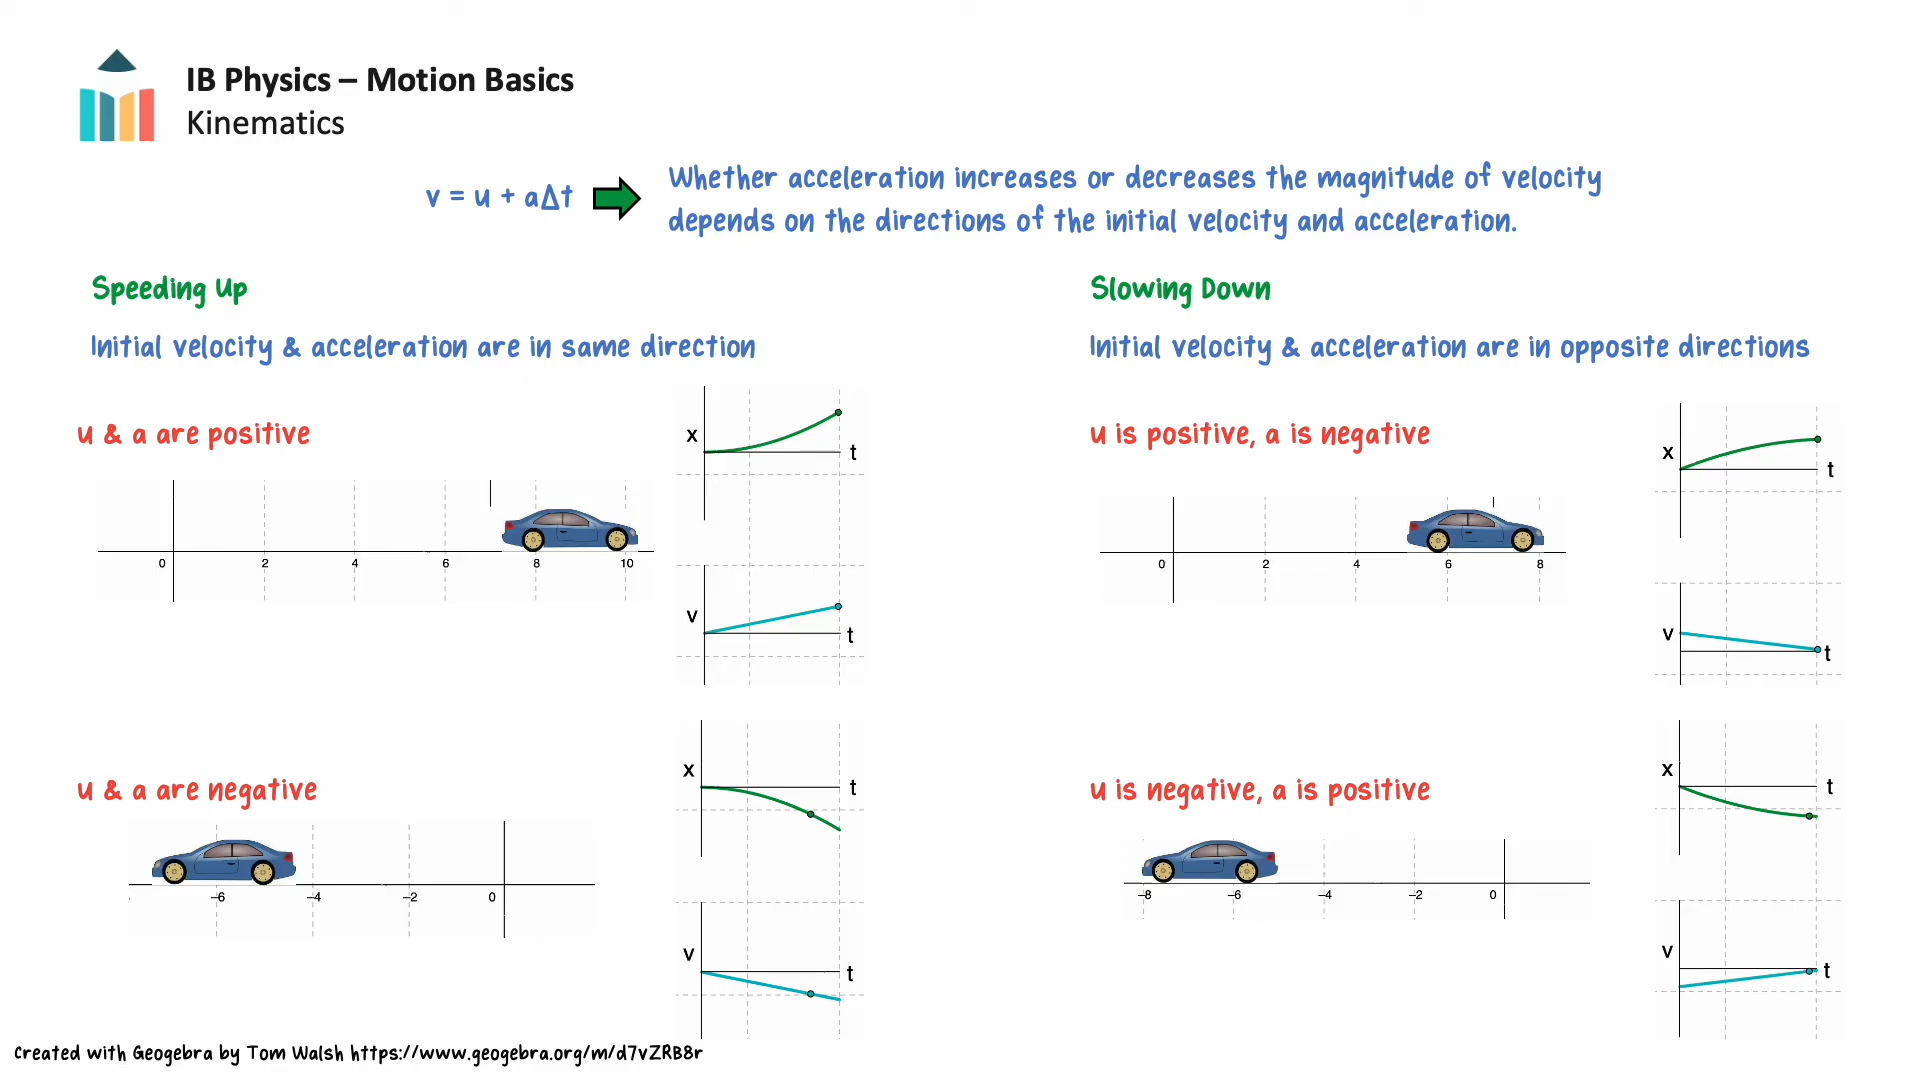 IB Physics – Motion Basics
Kinematics
v = u + aΔt
Whether acceleration increases or decreases the magnitude of velocity
depends on the directions of the initial velocity and acceleration.
Speeding Up
Initial velocity & acceleration are in same direction
u & a are positive
x
t
0 2 4 6 8 10
v
t
u & a are negative
x
t
–6 –4 –2 0
v
t
Slowing Down
Initial velocity & acceleration are in opposite directions
u is positive, a is negative
x
t
0 2 4 6 8
v
t
u is negative, a is positive
x
t
–8 –6 –4 –2 0
v
t
Created with Geogebra by Tom Walsh https://www.geogebra.org/m/d7vZRB8r